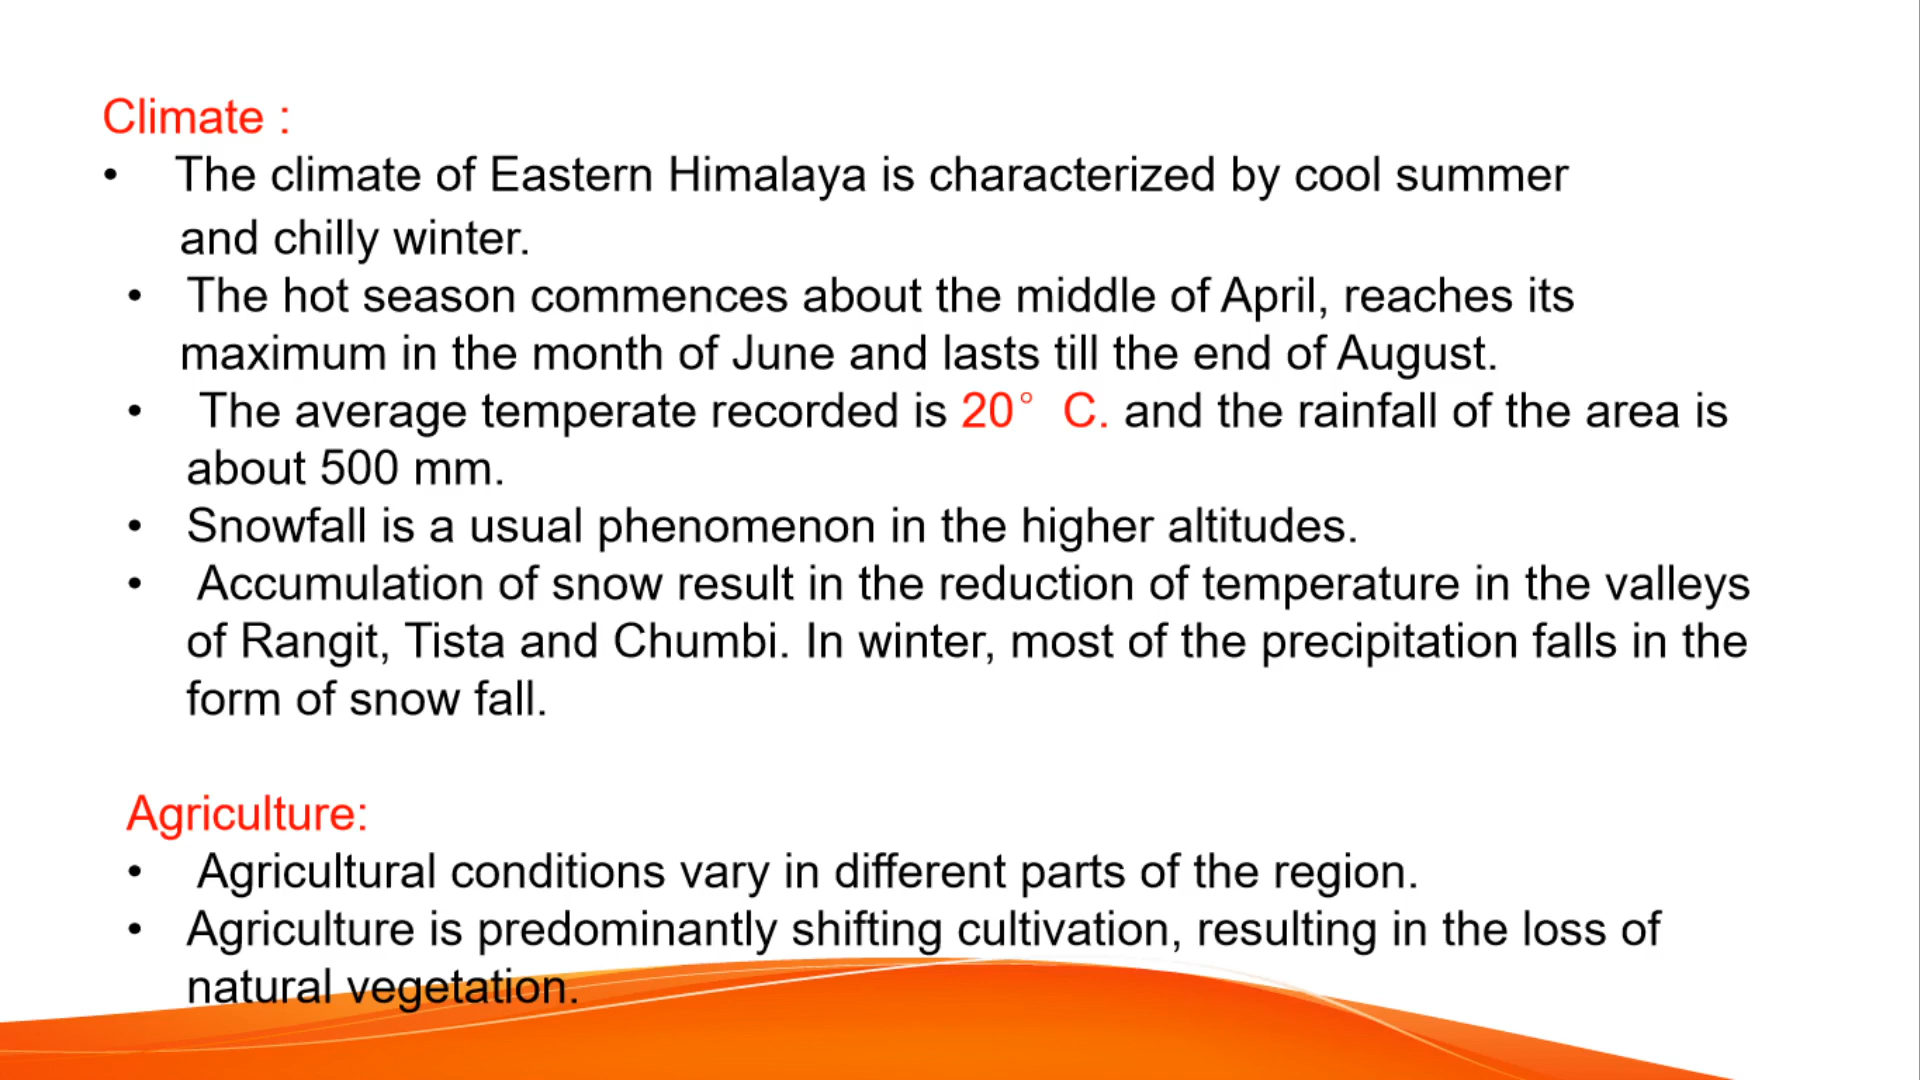 Climate :
• The climate of Eastern Himalaya is characterized by cool summer
and chilly winter.
• The hot season commences about the middle of April, reaches its
maximum in the month of June and lasts till the end of August.
• The average temperate recorded is 20° C. and the rainfall of the area is
about 500 mm.
• Snowfall is a usual phenomenon in the higher altitudes.
• Accumulation of snow result in the reduction of temperature in the valleys
of Rangit, Tista and Chumbi. In winter, most of the precipitation falls in the
form of snow fall.
Agriculture:
• Agricultural conditions vary in different parts of the region.
• Agriculture is predominantly shifting cultivation, resulting in the loss of
natural vegetation.